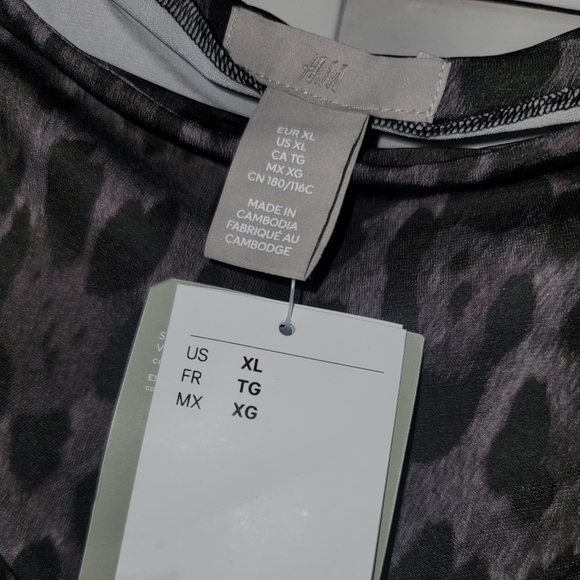 H&M
EUR XL
US XL
CA TG
MX XG
CN 180/116C
MADE IN
CAMBODIA
FABRIQUÉ AU
CAMBODGE
US XL
FR TG
MX XG